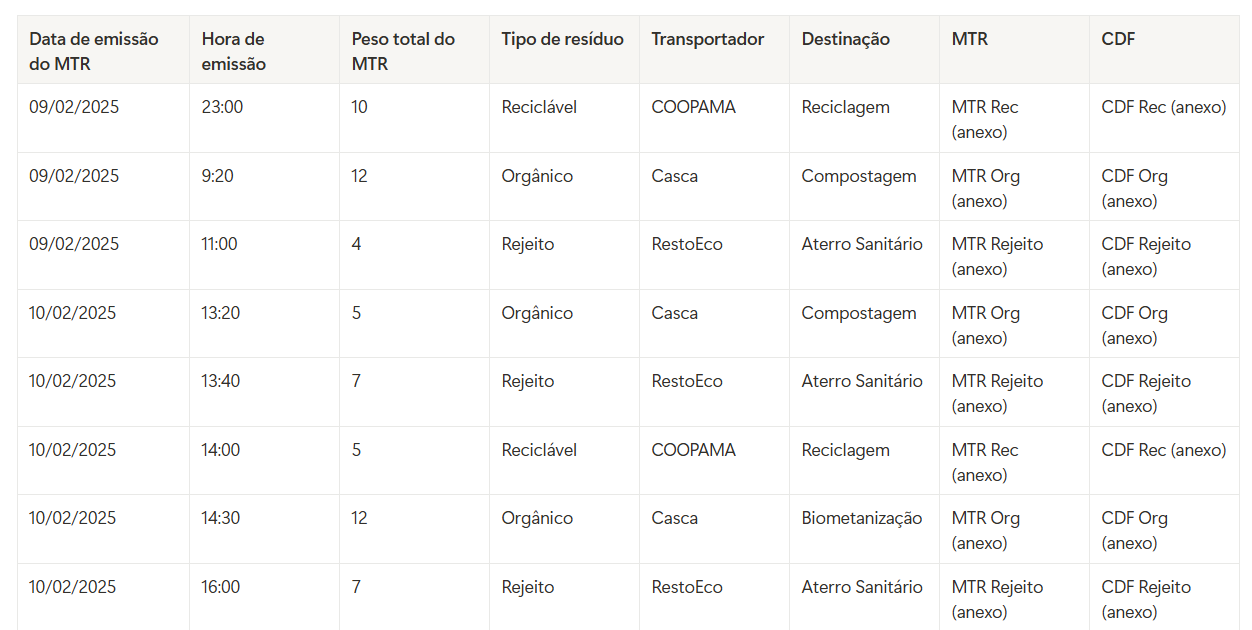 Data de emissão do MTR | Hora de emissão | Peso total do MTR | Tipo de resíduo | Transportador | Destinação | MTR | CDF
09/02/2025 | 23:00 | 10 | Reciclável | COOPAMA | Reciclagem | MTR Rec (anexo) | CDF Rec (anexo)
09/02/2025 | 9:20 | 12 | Orgânico | Casca | Compostagem | MTR Org (anexo) | CDF Org (anexo)
09/02/2025 | 11:00 | 4 | Rejeito | RestoEco | Aterro Sanitário | MTR Rejeito (anexo) | CDF Rejeito (anexo)
10/02/2025 | 13:20 | 5 | Orgânico | Casca | Compostagem | MTR Org (anexo) | CDF Org (anexo)
10/02/2025 | 13:40 | 7 | Rejeito | RestoEco | Aterro Sanitário | MTR Rejeito (anexo) | CDF Rejeito (anexo)
10/02/2025 | 14:00 | 5 | Reciclável | COOPAMA | Reciclagem | MTR Rec (anexo) | CDF Rec (anexo)
10/02/2025 | 14:30 | 12 | Orgânico | Casca | Biometanização | MTR Org (anexo) | CDF Org (anexo)
10/02/2025 | 16:00 | 7 | Rejeito | RestoEco | Aterro Sanitário | MTR Rejeito (anexo) | CDF Rejeito (anexo)